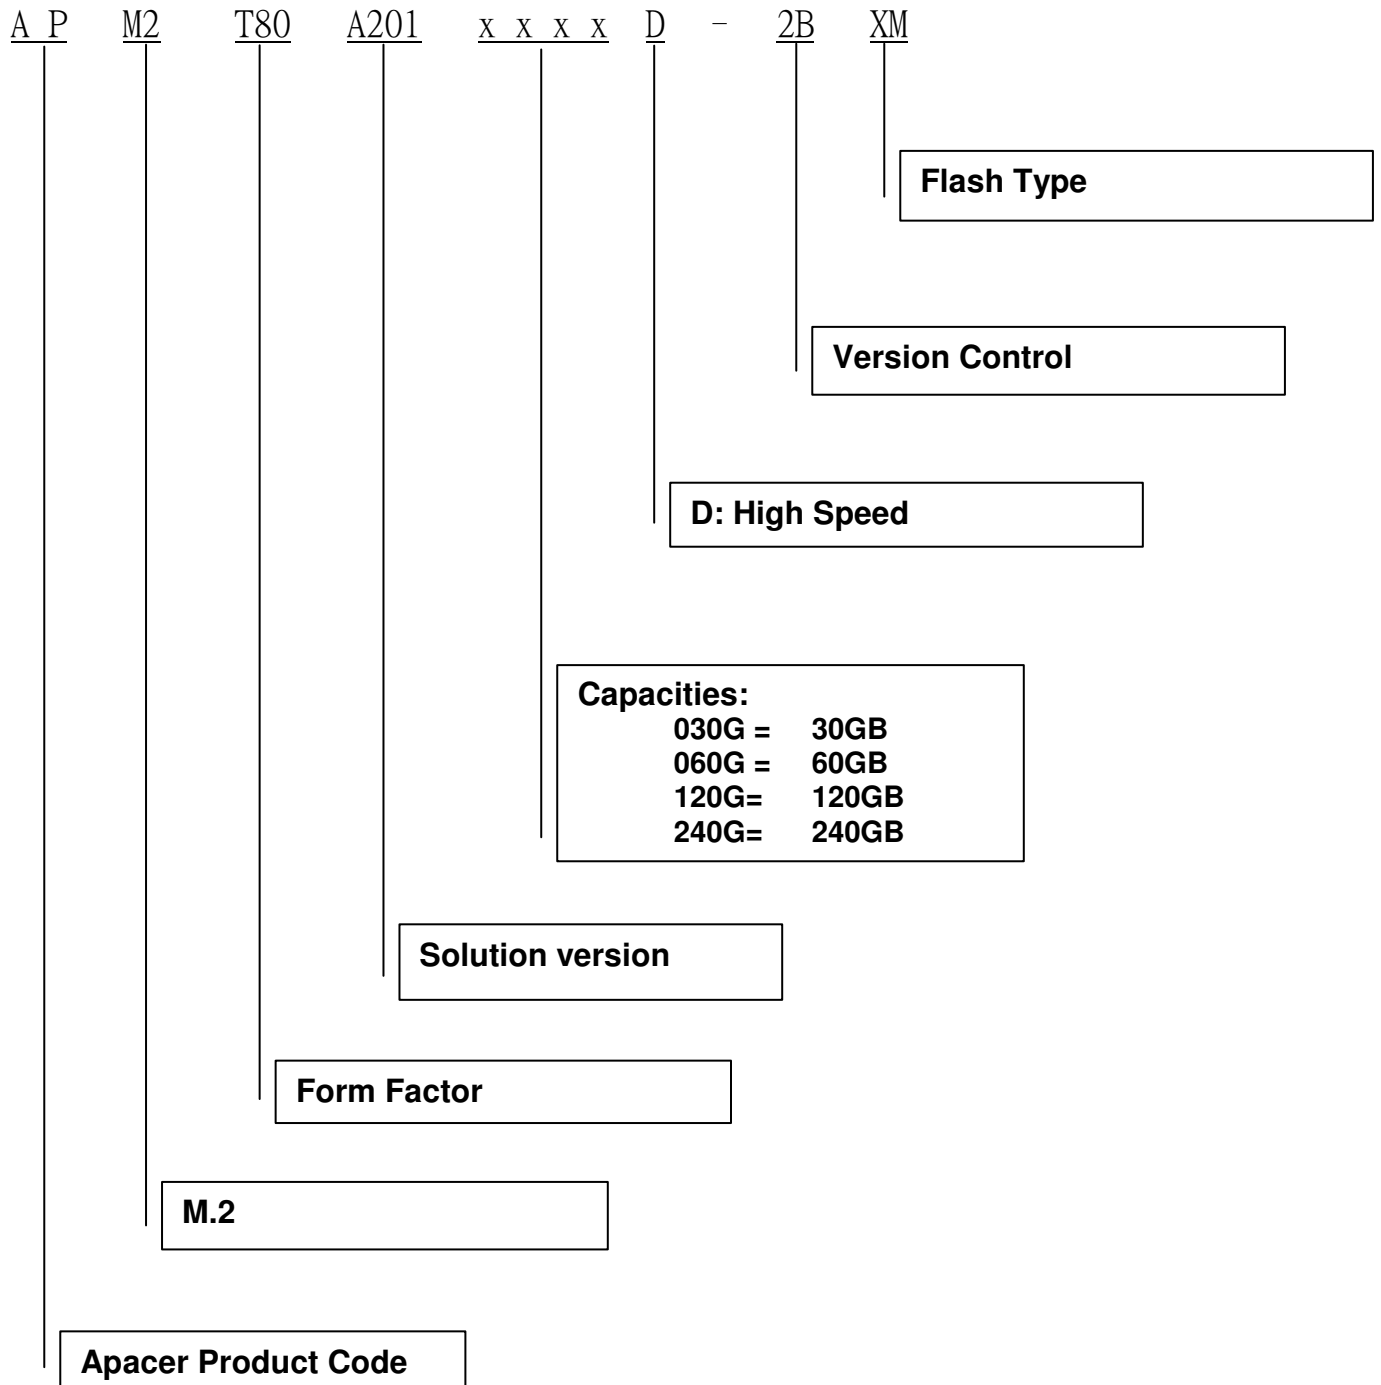 A P M2 T80 A201 x x x x D - 2B XM
Flash Type
Version Control
D: High Speed
Capacities:
030G = 30GB
060G = 60GB
120G= 120GB
240G= 240GB
Solution version
Form Factor
M.2
Apacer Product Code